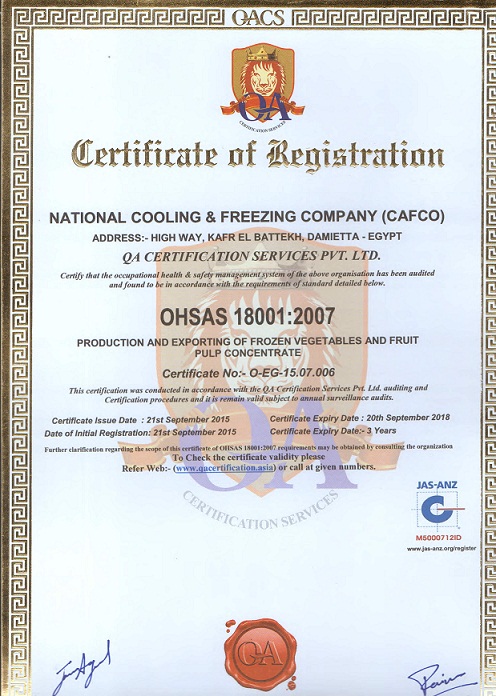 QACS
QA
CERTIFICATION SERVICES
Certificate of Registration
NATIONAL COOLING & FREEZING COMPANY (CAFCO)
ADDRESS:- HIGH WAY, KAFR EL BATTEKH, DAMIETTA - EGYPT
QA CERTIFICATION SERVICES PVT. LTD.
Certify that the occupational health & safety management system of the above organisation has been audited
and found to be in accordance with the requirements of standard detailed below.
OHSAS 18001:2007
PRODUCTION AND EXPORTING OF FROZEN VEGETABLES AND FRUIT
PULP CONCENTRATE
Certificate No:- O-EG-15.07.006
This certification was conducted in accordance with the QA Certification Services Pvt. Ltd. auditing and
Certification procedures and it is remain valid subject to annual surveillance audits.
Certificate Issue Date : 21st September 2015 Certificate Expiry Date : 20th September 2018
Date of Initial Registration: 21st September 2015 Certificate Expiry Date:- 3 Years
Further clarification regarding the scope of this certificate of OHSAS 18001:2007 requirements may be obtained by consulting the organization
To Check the certificate validity please
Refer Web:- (www.qacertification.asia) or call at given numbers.
QA
CERTIFICATION SERVICES
JAS-ANZ
M5000712ID
www.jas-anz.org/register
QA